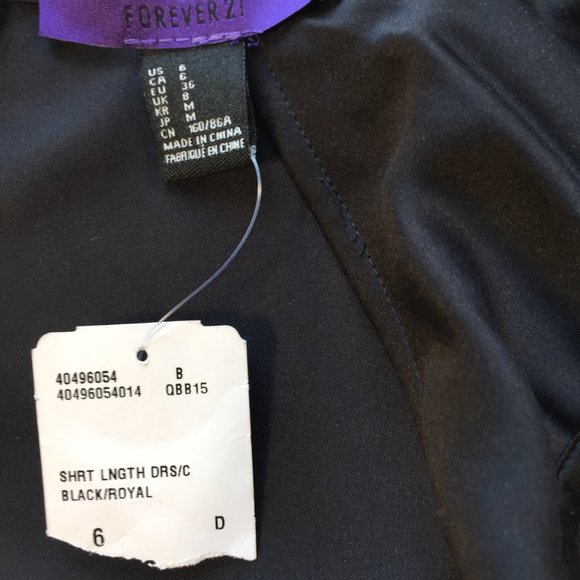 FOREVER 21
US 6
CA 6
EU 36
UK 8
KR M
JP M
CN 160/86A
MADE IN CHINA
FABRIQUÉ EN CHINE
40496054 B
40496054014 QBB15
SHRT LNGTH DRS/C
BLACK/ROYAL
6 D